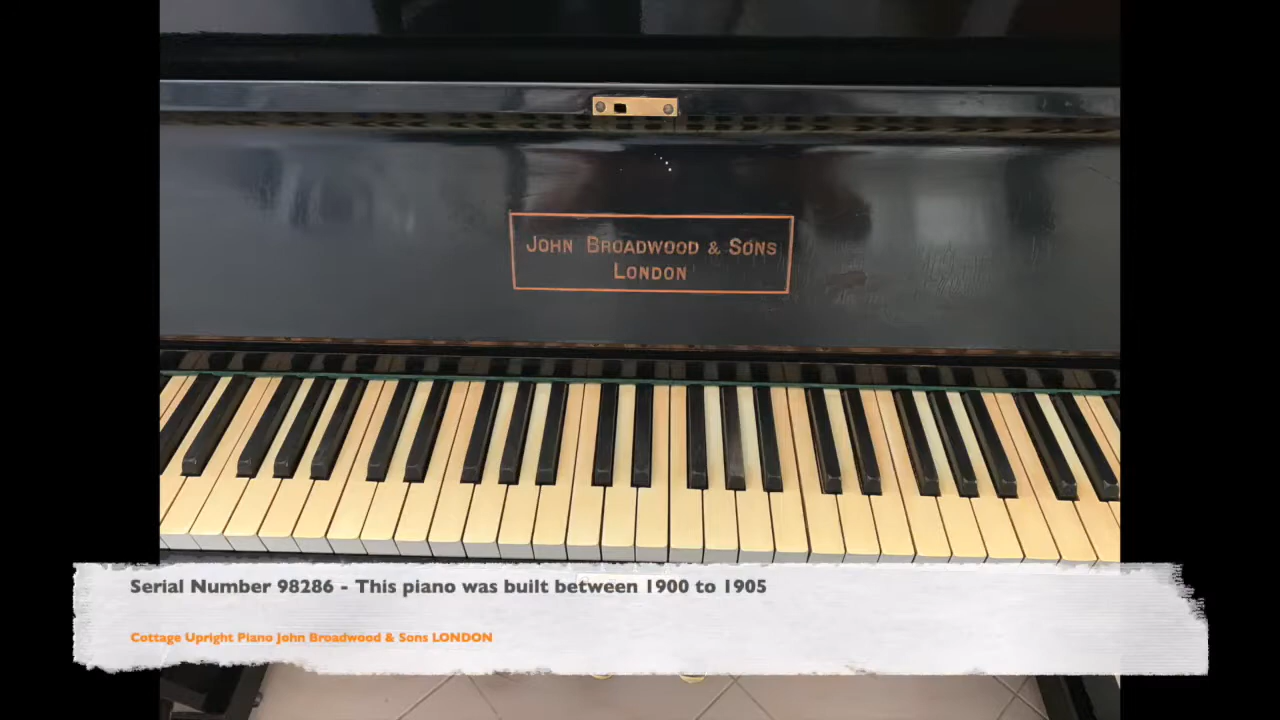 John Broadwood & Sons
London
Serial Number 98286 - This piano was built between 1900 to 1905
Cottage Upright Piano John Broadwood & Sons LONDON